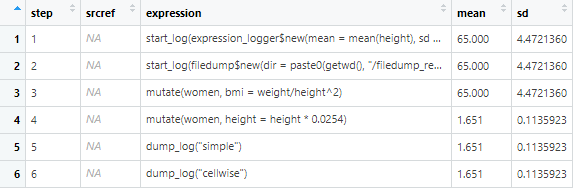 step srcref expression mean sd
1 1 NA start_log(expression_logger$new(mean = mean(height), sd ... 65.000 4.4721360
2 2 NA start_log(filedump$new(dir = paste0(getwd(), "/filedump_re... 65.000 4.4721360
3 3 NA mutate(women, bmi = weight/height^2) 65.000 4.4721360
4 4 NA mutate(women, height = height * 0.0254) 1.651 0.1135923
5 5 NA dump_log("simple") 1.651 0.1135923
6 6 NA dump_log("cellwise") 1.651 0.1135923